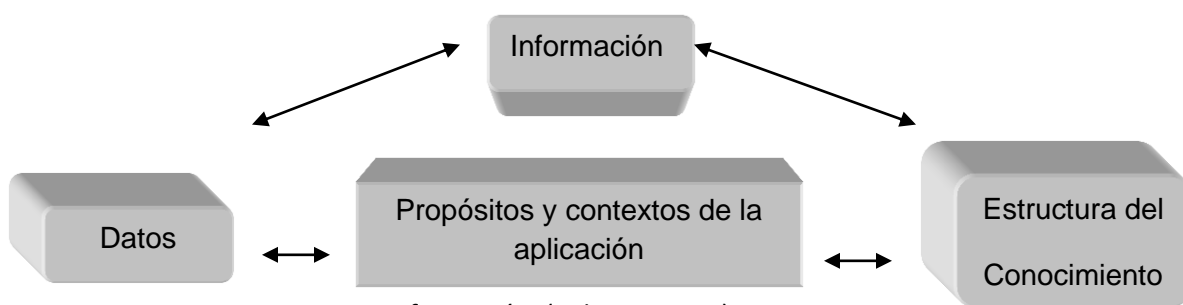 Información
Propósitos y contextos de la
aplicación
Datos
Estructura del
Conocimiento